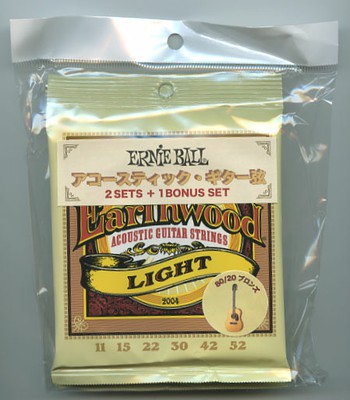 ERNIE BALL
アコースティック・ギター弦
2 SETS + 1 BONUS SET
Earthwood
ACOUSTIC GUITAR STRINGS
LIGHT
2004
80/20 ブロンズ
11 15 22 30 42 52